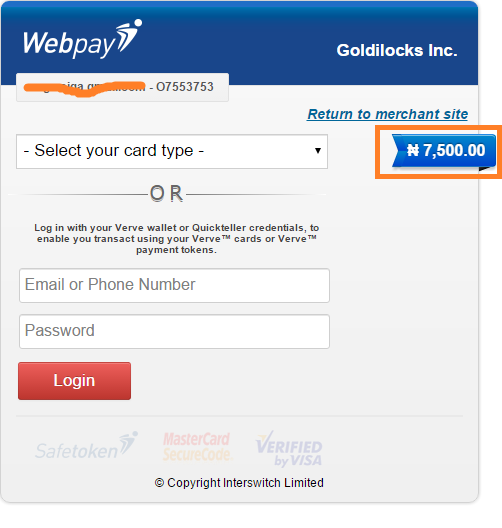 Webpay
Goldilocks Inc.
- O7553753
Return to merchant site
- Select your card type -
₦ 7,500.00
OR
Log in with your Verve wallet or Quickteller credentials, to
enable you transact using your Verve™ cards or Verve™
payment tokens.
Email or Phone Number
Password
Login
Safetoken
MasterCard
SecureCode.
VERIFIED
by VISA
© Copyright Interswitch Limited